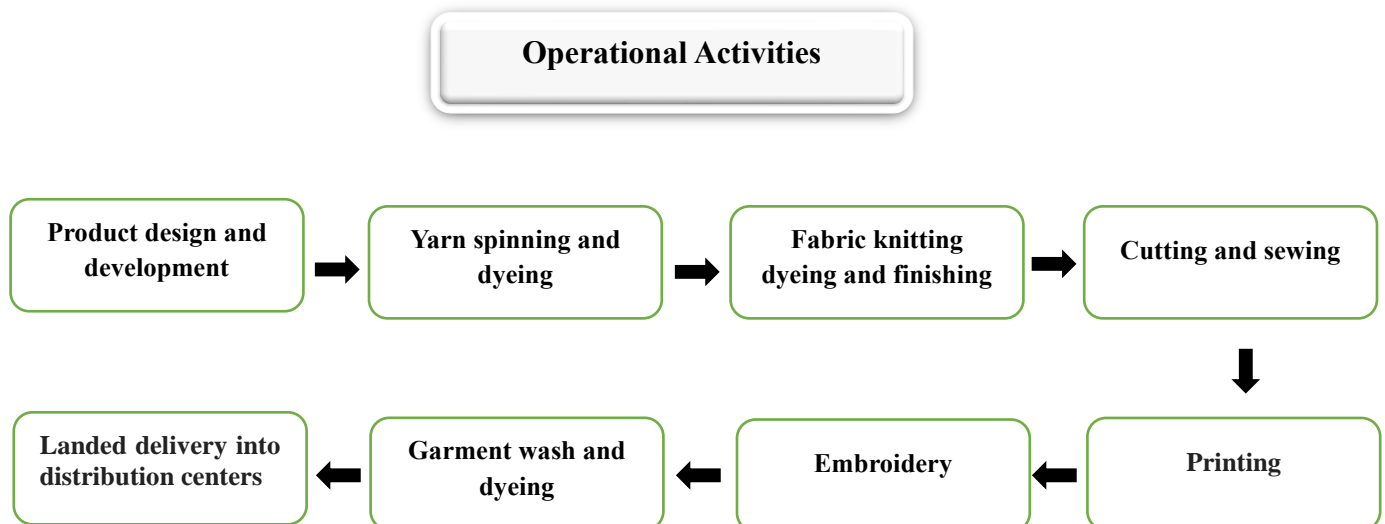 Operational Activities
Product design and
development
Yarn spinning and
dyeing
Fabric knitting
dyeing and finishing
Cutting and sewing
Printing
Embroidery
Garment wash and
dyeing
Landed delivery into
distribution centers